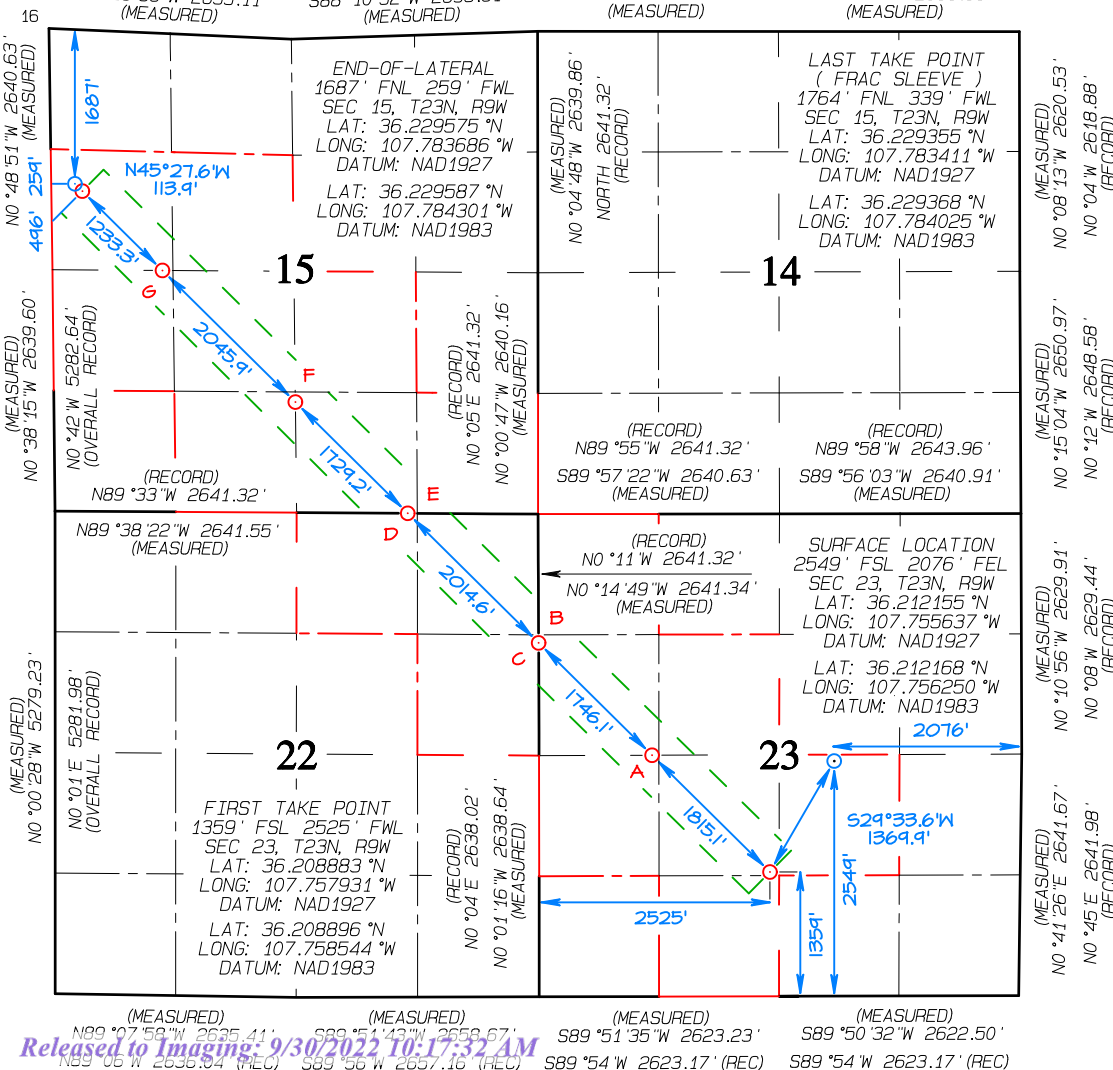 (MEASURED)
S88°10'52"W
(MEASURED)
(MEASURED)
(MEASURED)
16
N0°48'51"W 2640.63'
(MEASURED)
1687'
259'
496'
N45°27.6'W
113.9'
1233.3'
G
END-OF-LATERAL
1687' FNL 259' FWL
SEC 15, T23N, R9W
LAT: 36.229575 °N
LONG: 107.783686 °W
DATUM: NAD1927
LAT: 36.229587 °N
LONG: 107.784301 °W
DATUM: NAD1983
15
N0°04'48"W 2639.86'
(MEASURED)
NORTH 2641.32'
(RECORD)
LAST TAKE POINT
( FRAC SLEEVE )
1764' FNL 339' FWL
SEC 15, T23N, R9W
LAT: 36.229355 °N
LONG: 107.783411 °W
DATUM: NAD1927
LAT: 36.229368 °N
LONG: 107.784025 °W
DATUM: NAD1983
14
N0°08'13"W 2620.53'
(MEASURED)
N0°04'W 2618.88'
(RECORD)
N0°38'15"W 2639.60'
(MEASURED)
N0°42'W 5282.64'
(OVERALL RECORD)
2045.9'
F
1729.2'
(RECORD)
N0°05'E 2641.32'
N0°00'47"W 2640.16'
(MEASURED)
(RECORD)
N89°55'W 2641.32'
S89°57'22"W 2640.63'
(MEASURED)
(RECORD)
N89°58'W 2643.96'
S89°56'03"W 2640.91'
(MEASURED)
N0°15'04"W 2650.97'
(MEASURED)
N0°12'W 2648.58'
(RECORD)
(RECORD)
N89°33'W 2641.32'
N89°38'22"W 2641.55'
(MEASURED)
E
D
2014.6'
B
C
(RECORD)
N0°11'W 2641.32'
N0°14'49"W 2641.34'
(MEASURED)
SURFACE LOCATION
2549' FSL 2076' FEL
SEC 23, T23N, R9W
LAT: 36.212155 °N
LONG: 107.755637 °W
DATUM: NAD1927
LAT: 36.212168 °N
LONG: 107.756250 °W
DATUM: NAD1983
N0°10'56"W 2629.91'
(MEASURED)
N0°08'W 2629.44'
(RECORD)
N0°00'28"W 5279.23'
(MEASURED)
N0°01'E 5281.98'
(OVERALL RECORD)
22
1746.1'
A
23
2076'
1815.1'
S29°33.6'W
1369.9'
FIRST TAKE POINT
1359' FSL 2525' FWL
SEC 23, T23N, R9W
LAT: 36.208883 °N
LONG: 107.757931 °W
DATUM: NAD1927
LAT: 36.208896 °N
LONG: 107.758544 °W
DATUM: NAD1983
(RECORD)
N0°04'E 2638.02'
N0°01'16"W 2638.64'
(MEASURED)
2525'
1359'
2549'
N0°41'26"E 2641.67'
(MEASURED)
N0°45'E 2641.98'
(RECORD)
(MEASURED)
N89°07'58"W 2635.41'
N89°06'W 2636.04' (REC)
(MEASURED)
S89°51'43"W 2658.67'
S89°56'W 2657.16' (REC)
(MEASURED)
S89°51'35"W 2623.23'
S89°54'W 2623.17' (REC)
(MEASURED)
S89°50'32"W 2622.50'
S89°54'W 2623.17' (REC)
Released to Imaging: 9/30/2022 10:17:32 AM